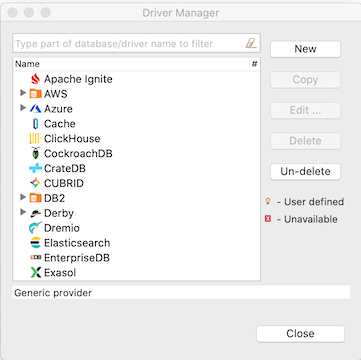 Driver Manager
Type part of database/driver name to filter
New
Name #
Apache Ignite
Copy
AWS
Azure
Edit ...
Cache
ClickHouse
Delete
CockroachDB
CrateDB
Un-delete
CUBRID
DB2
- User defined
Derby
- Unavailable
Dremio
Elasticsearch
EnterpriseDB
Exasol
Generic provider
Close